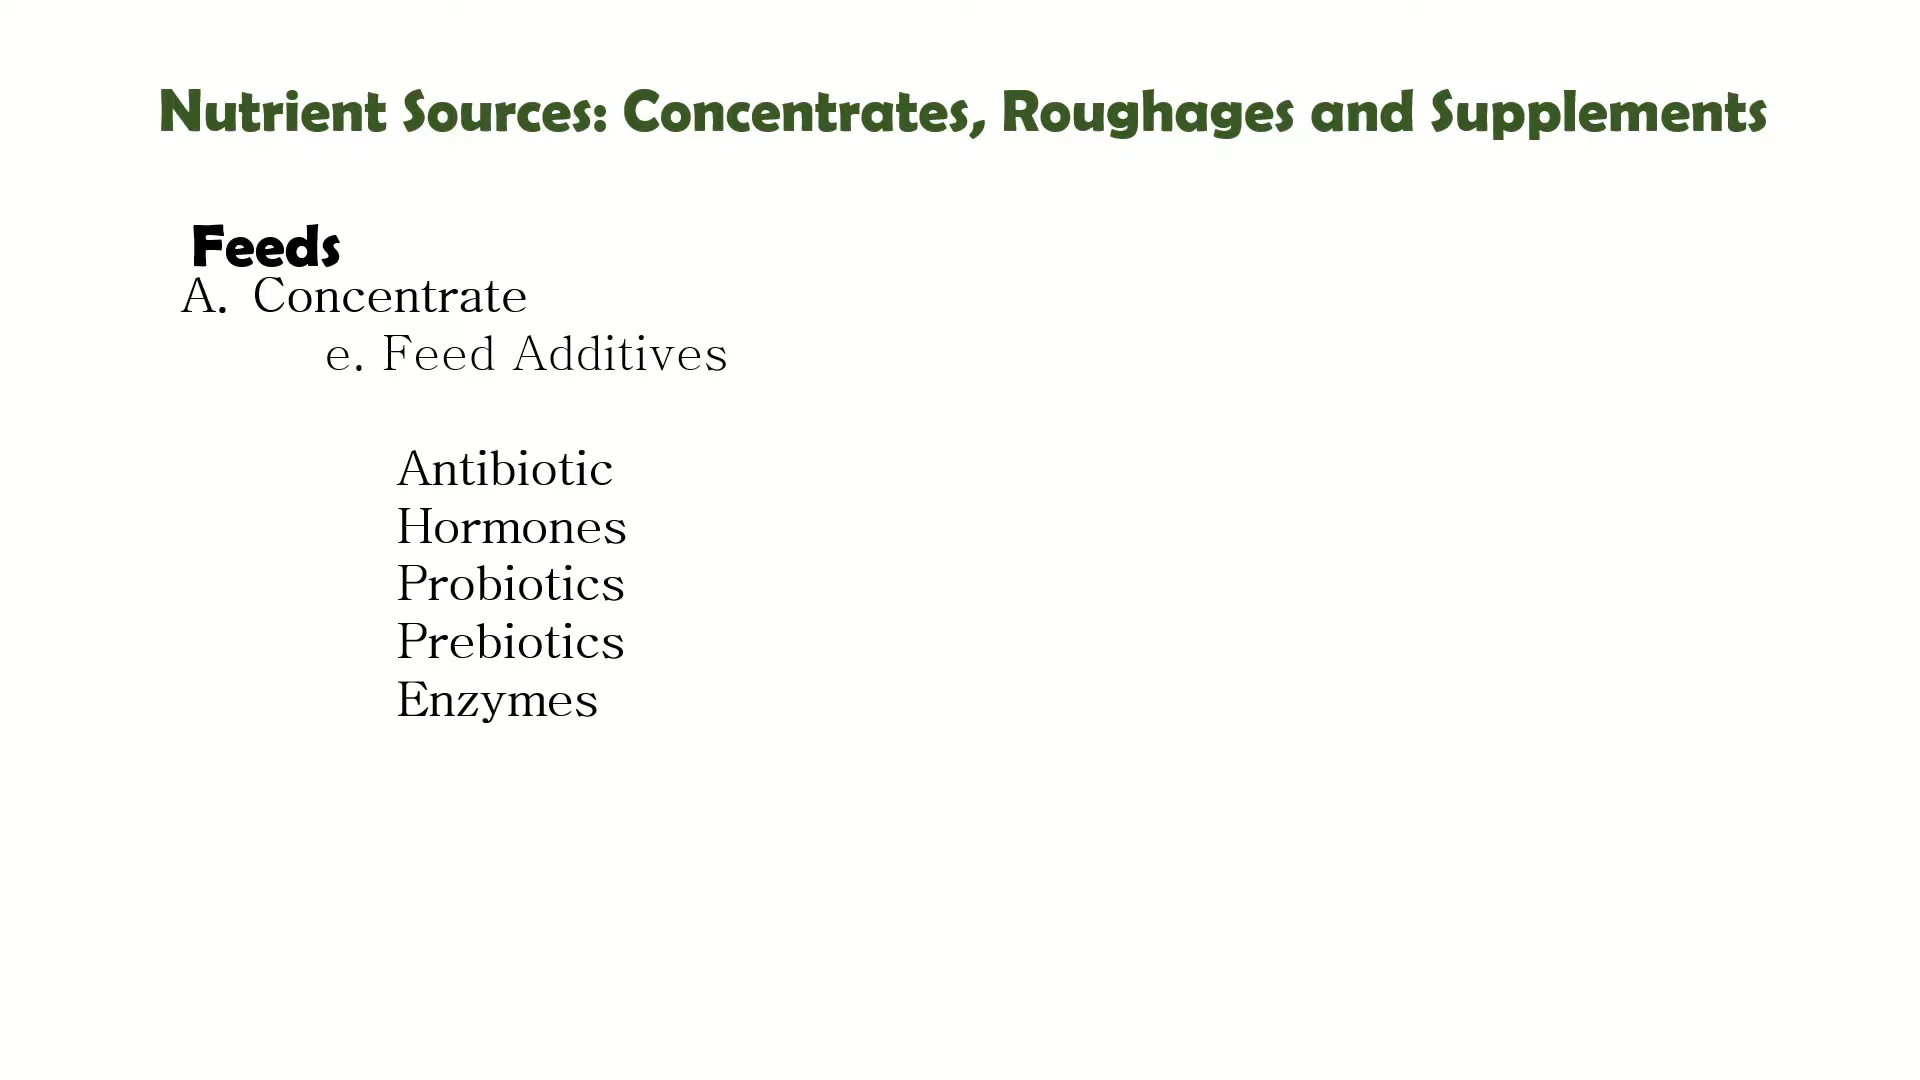 Nutrient Sources: Concentrates, Roughages and Supplements
Feeds
A. Concentrate
e. Feed Additives
Antibiotic
Hormones
Probiotics
Prebiotics
Enzymes